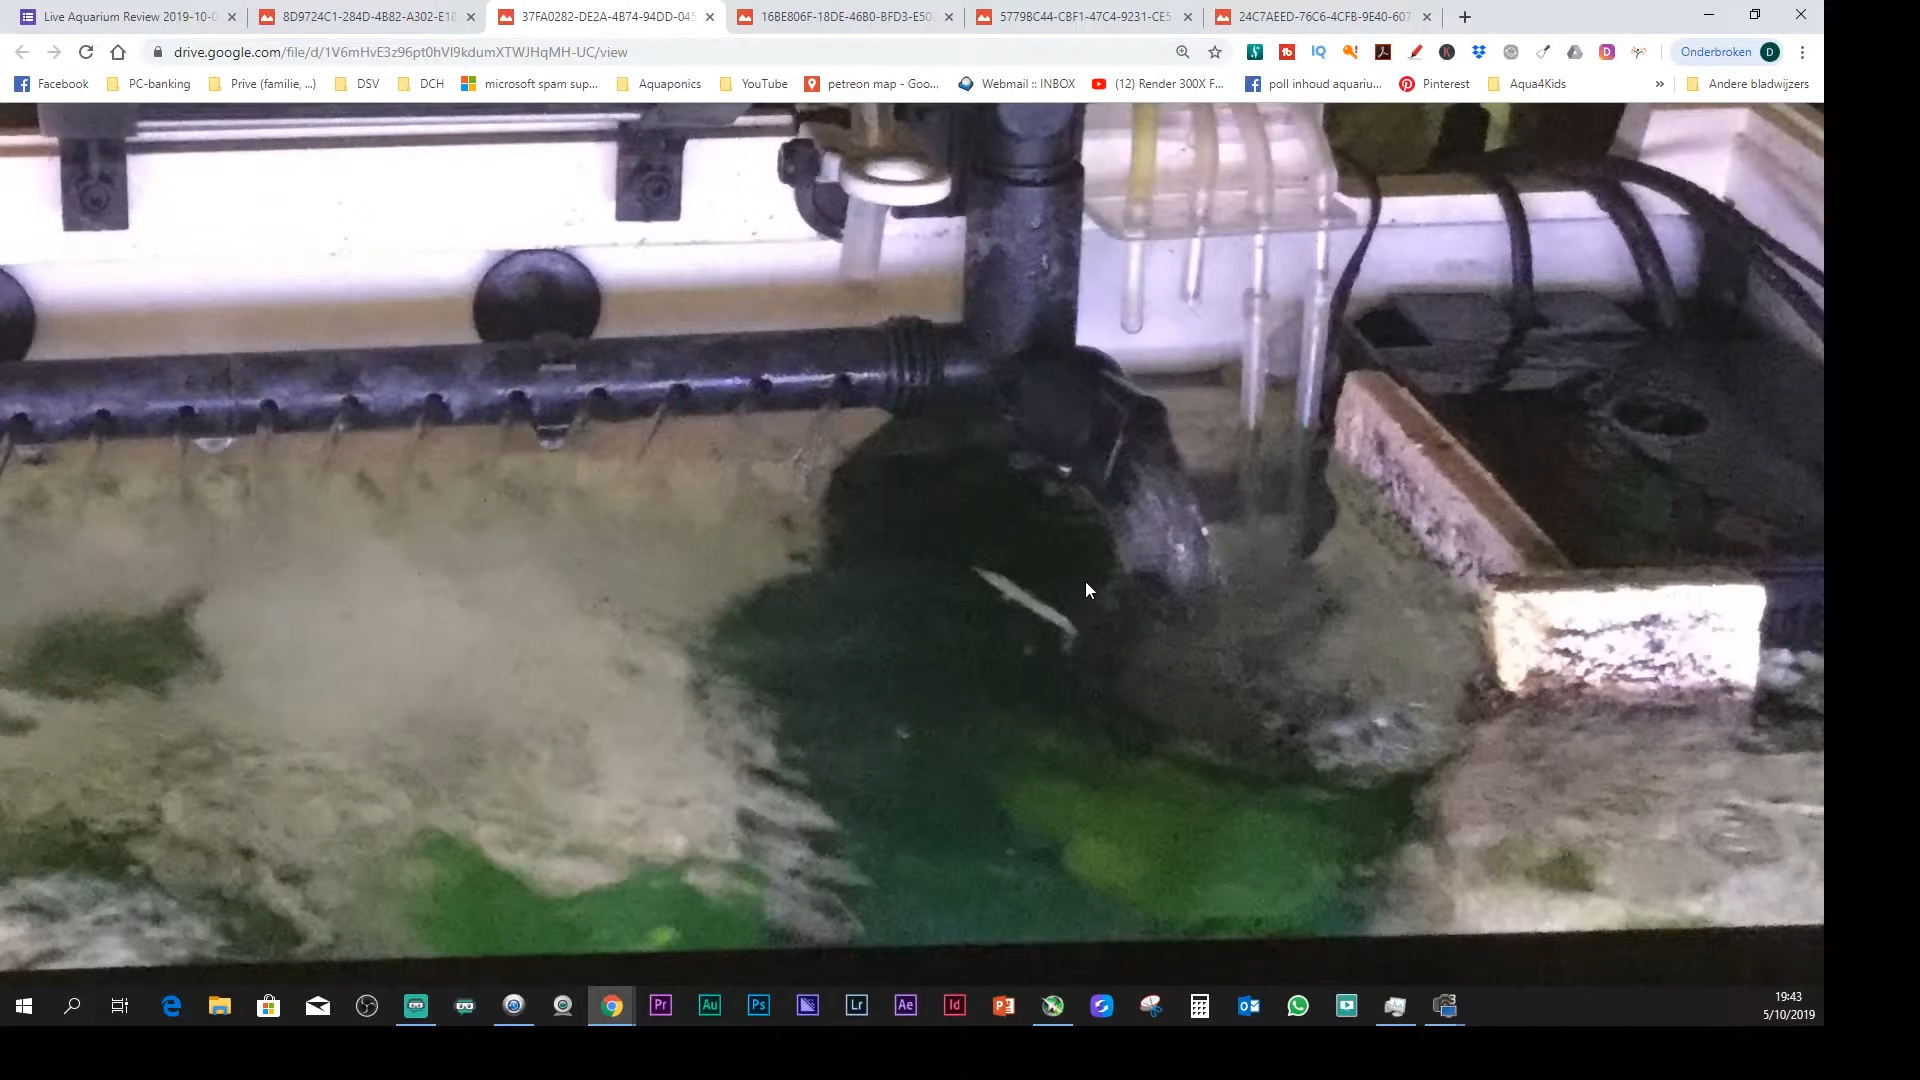 Live Aquarium Review 2019-10-0
8D9724C1-284D-4B82-A302-E18
37FA0282-DE2A-4B74-94DD-045
16BE806F-18DE-46B0-BFD3-E50
5779BC44-CBF1-47C4-9231-CE5
24C7AEED-76C6-4CFB-9E40-607
drive.google.com/file/d/1V6mHvE3z96pt0hVI9kdumXTWJHqMH-UC/view
Onderbroken D
Facebook PC-banking Prive (familie, ...) DSV DCH microsoft spam sup... Aquaponics YouTube petreon map - Goo... Webmail :: INBOX (12) Render 300X F... poll inhoud aquariu... Pinterest Aqua4Kids » Andere bladwijzers
Pr Au Ps Lr Ae Id
19:43
5/10/2019